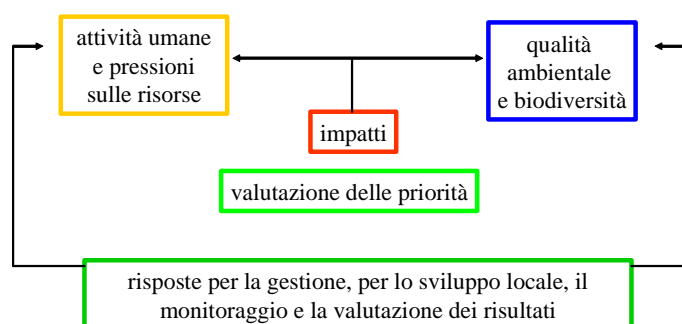 attività umane
e pressioni
sulle risorse
qualità
ambientale
e biodiversità
impatti
valutazione delle priorità
risposte per la gestione, per lo sviluppo locale, il
monitoraggio e la valutazione dei risultati